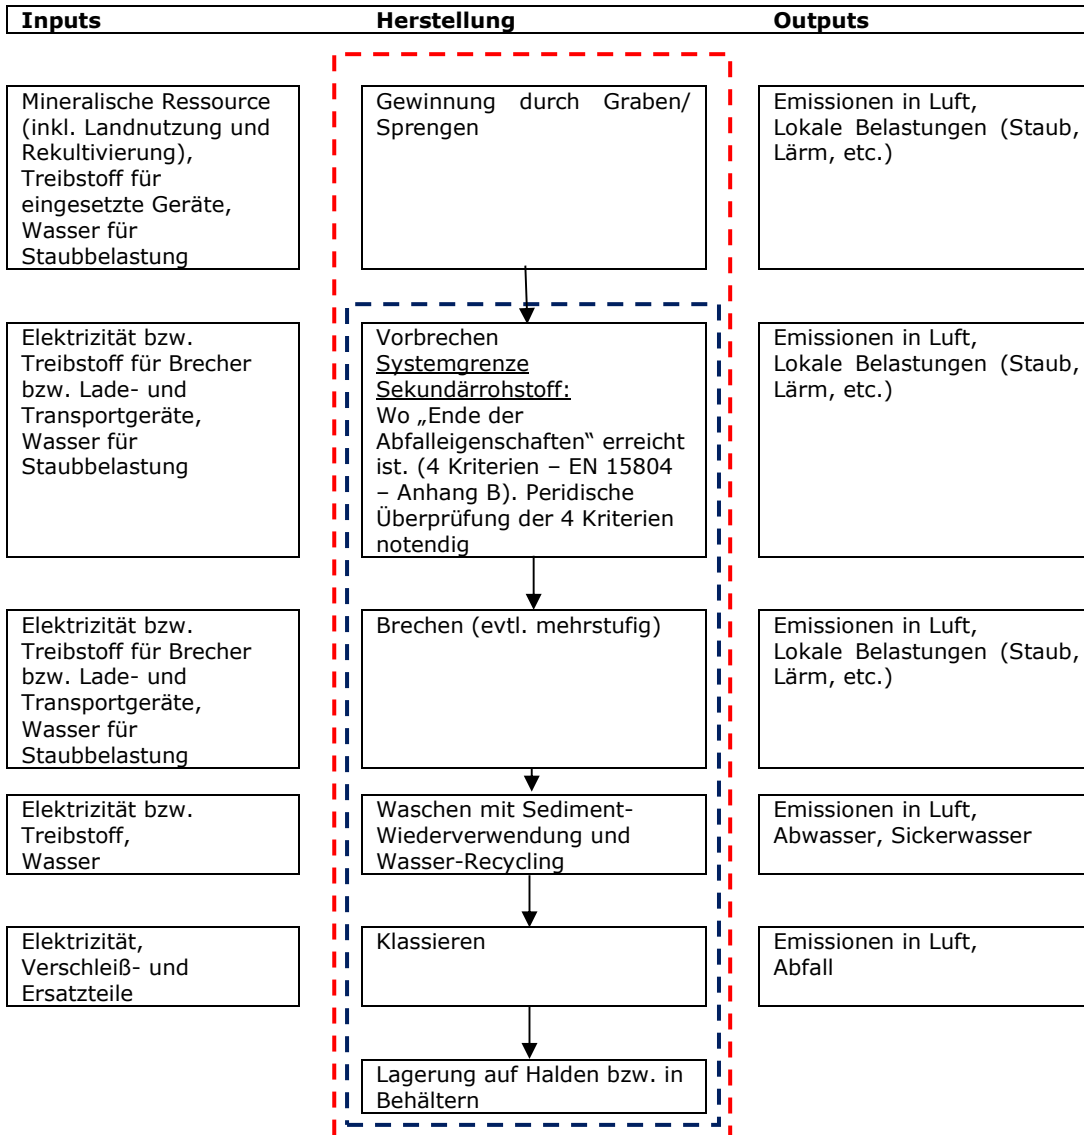 Inputs
Herstellung
Outputs
Mineralische Ressource
(inkl. Landnutzung und
Rekultivierung),
Treibstoff für
eingesetzte Geräte,
Wasser für
Staubbelastung
Gewinnung durch Graben/
Sprengen
Emissionen in Luft,
Lokale Belastungen (Staub,
Lärm, etc.)
Elektrizität bzw.
Treibstoff für Brecher
bzw. Lade- und
Transportgeräte,
Wasser für
Staubbelastung
Vorbrechen
Systemgrenze
Sekundärrohstoff:
Wo „Ende der
Abfalleigenschaften“ erreicht
ist. (4 Kriterien – EN 15804
– Anhang B). Peridische
Überprüfung der 4 Kriterien
notendig
Emissionen in Luft,
Lokale Belastungen (Staub,
Lärm, etc.)
Elektrizität bzw.
Treibstoff für Brecher
bzw. Lade- und
Transportgeräte,
Wasser für
Staubbelastung
Brechen (evtl. mehrstufig)
Emissionen in Luft,
Lokale Belastungen (Staub,
Lärm, etc.)
Elektrizität bzw.
Treibstoff,
Wasser
Waschen mit Sediment-
Wiederverwendung und
Wasser-Recycling
Emissionen in Luft,
Abwasser, Sickerwasser
Elektrizität,
Verschleiß- und
Ersatzteile
Klassieren
Emissionen in Luft,
Abfall
Lagerung auf Halden bzw. in
Behältern